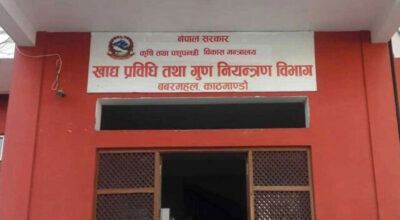 नेपाल सरकार
कृषि तथा पशुपन्छी विकास मन्त्रालय
खाद्य प्रविधि तथा गुण नियन्त्रण विभाग
बबरमहल, काठमाण्डौ